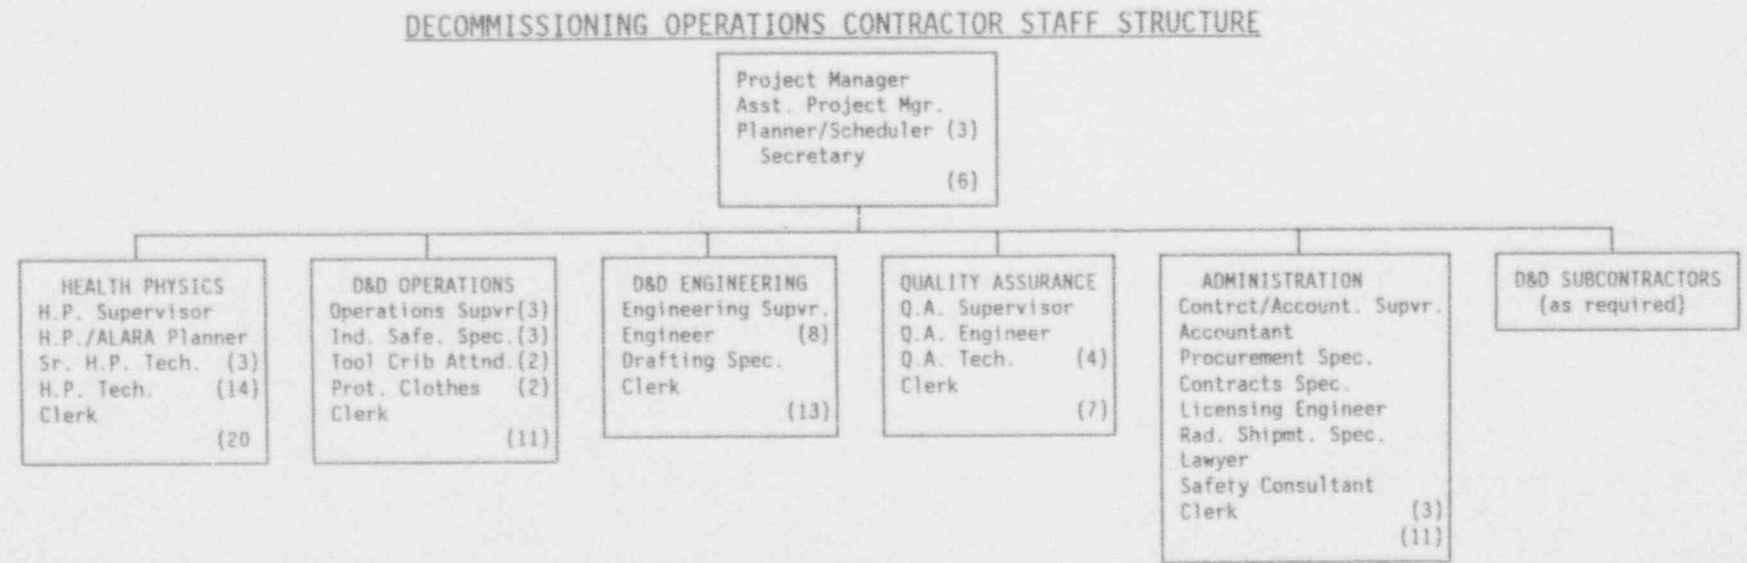 DECOMMISSIONING OPERATIONS CONTRACTOR STAFF STRUCTURE
Project Manager
Asst. Project Mgr.
Planner/Scheduler (3)
Secretary
(6)
HEALTH PHYSICS
H.P. Supervisor
H.P./ALARA Planner
Sr. H.P. Tech. (3)
H.P. Tech. (14)
Clerk
(20
D&D OPERATIONS
Operations Supvr(3)
Ind. Safe. Spec.(3)
Tool Crib Attnd.(2)
Prot. Clothes (2)
Clerk
(11)
D&D ENGINEERING
Engineering Supvr.
Engineer (8)
Drafting Spec.
Clerk
(13)
QUALITY ASSURANCE
Q.A. Supervisor
Q.A. Engineer
Q.A. Tech. (4)
Clerk
(7)
ADMINISTRATION
Contrct/Account. Supvr.
Accountant
Procurement Spec.
Contracts Spec.
Licensing Engineer
Rad. Shipmt. Spec.
Lawyer
Safety Consultant
Clerk (3)
(11)
D&D SUBCONTRACTORS
(as required)